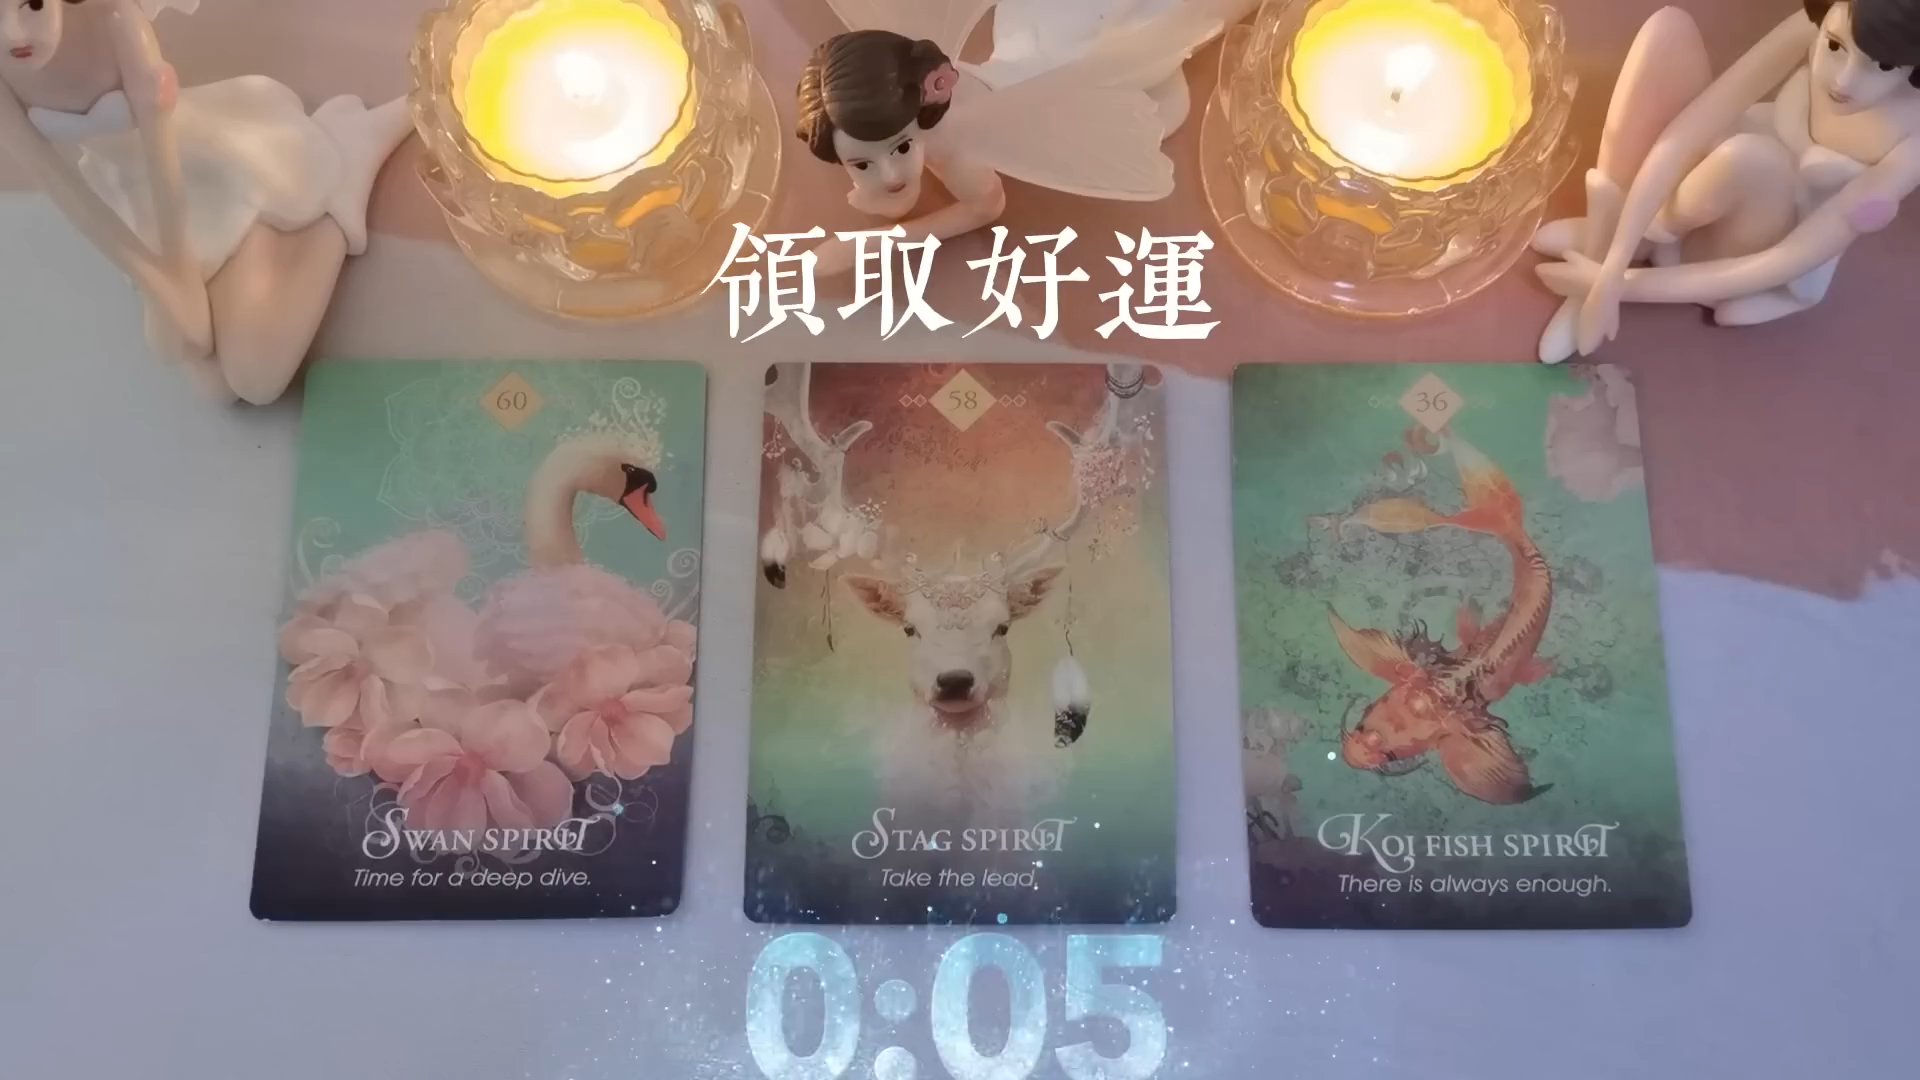 領取好運
60
SWAN SPIRIT
Time for a deep dive.
58
STAG SPIRIT
Take the lead.
36
KOI FISH SPIRIT
There is always enough.
0:05